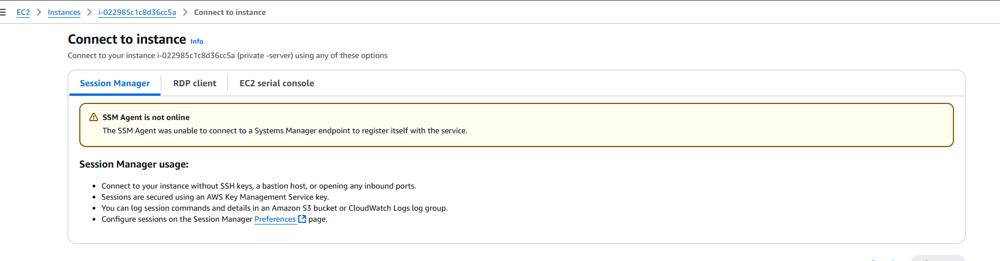 EC2 > Instances > i-022985c1c8d36cc5a > Connect to instance
Connect to instance Info
Connect to your instance i-022985c1c8d36cc5a (private -server) using any of these options
Session Manager RDP client EC2 serial console
SSM Agent is not online
The SSM Agent was unable to connect to a Systems Manager endpoint to register itself with the service.
Session Manager usage:
• Connect to your instance without SSH keys, a bastion host, or opening any inbound ports.
• Sessions are secured using an AWS Key Management Service key.
• You can log session commands and details in an Amazon S3 bucket or CloudWatch Logs log group.
• Configure sessions on the Session Manager Preferences page.